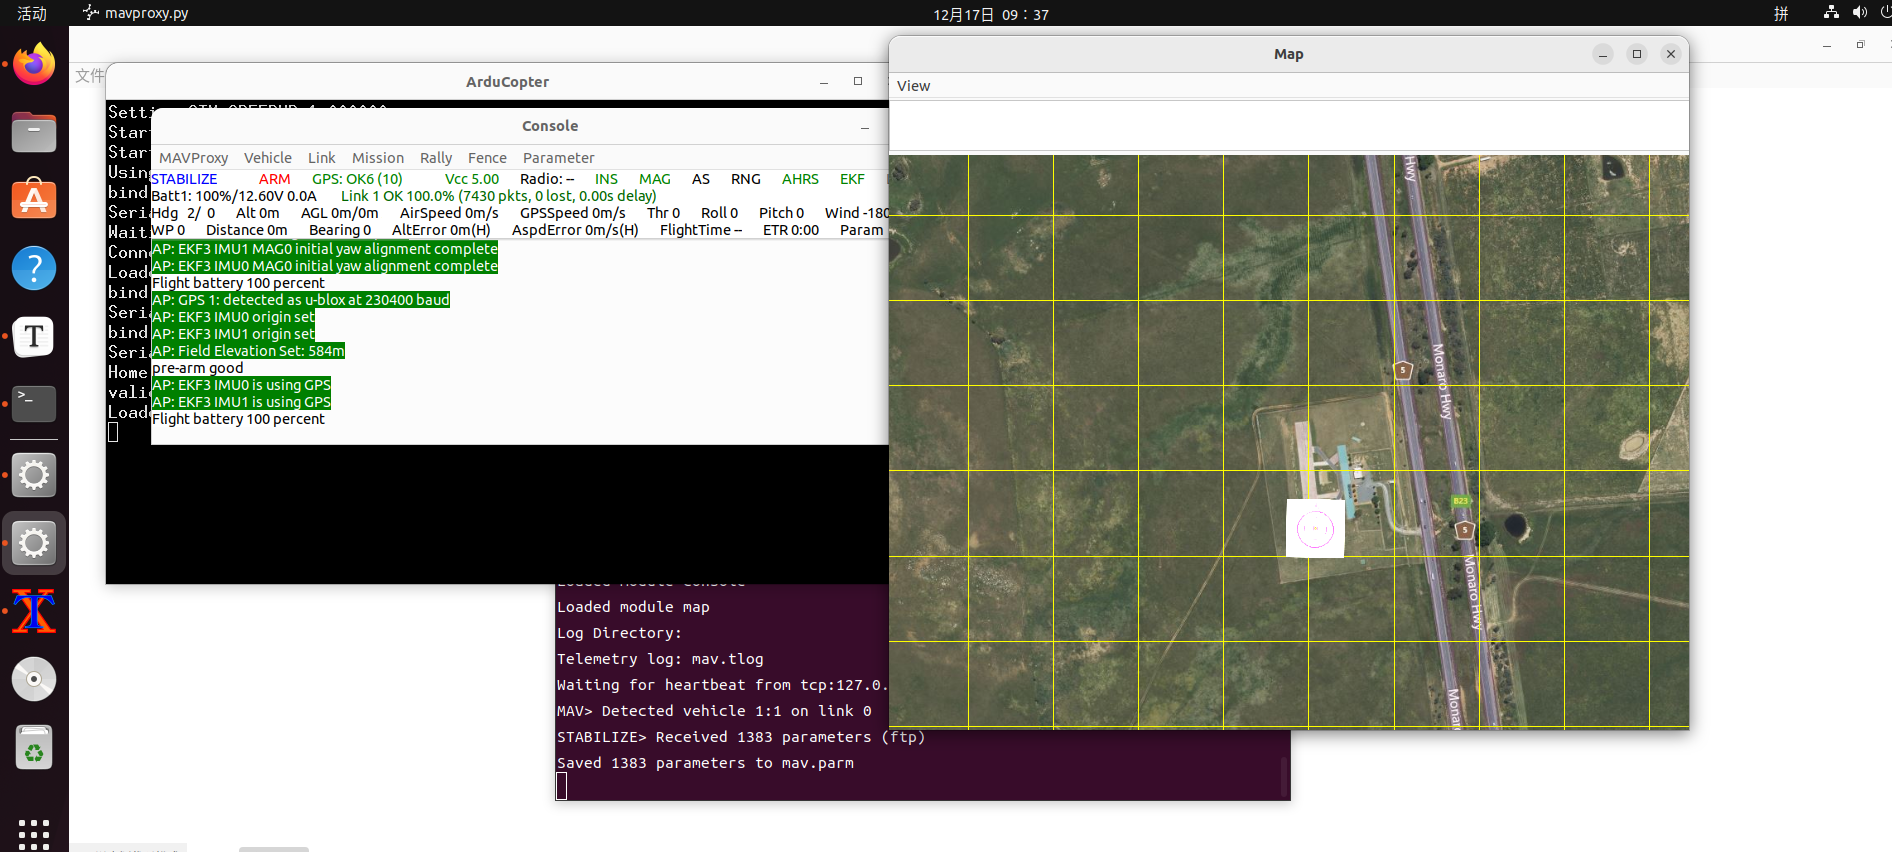 活动 mavproxy.py 12月17日 09：37 拼
文件
ArduCopter
Setti
Star
Star
Using
bind
Seria
Waiti
Conne
Loade
bind
Seria
bind
Seria
Home
valid
Loade
Console
MAVProxy Vehicle Link Mission Rally Fence Parameter
STABILIZE ARM GPS: OK6 (10) Vcc 5.00 Radio: -- INS MAG AS RNG AHRS EKF
Batt1: 100%/12.60V 0.0A Link 1 OK 100.0% (7430 pkts, 0 lost, 0.00s delay)
Hdg 2/ 0 Alt 0m AGL 0m/0m AirSpeed 0m/s GPSSpeed 0m/s Thr 0 Roll 0 Pitch 0 Wind -180
WP 0 Distance 0m Bearing 0 AltError 0m(H) AspdError 0m/s(H) FlightTime -- ETR 0:00 Param
AP: EKF3 IMU1 MAG0 initial yaw alignment complete
AP: EKF3 IMU0 MAG0 initial yaw alignment complete
Flight battery 100 percent
AP: GPS 1: detected as u-blox at 230400 baud
AP: EKF3 IMU0 origin set
AP: EKF3 IMU1 origin set
AP: Field Elevation Set: 584m
pre-arm good
AP: EKF3 IMU0 is using GPS
AP: EKF3 IMU1 is using GPS
Flight battery 100 percent
Loaded module console
Loaded module map
Log Directory:
Telemetry log: mav.tlog
Waiting for heartbeat from tcp:127.0.
MAV> Detected vehicle 1:1 on link 0
STABILIZE> Received 1383 parameters (ftp)
Saved 1383 parameters to mav.parm
Map
View
Hwy
5
Monaro Hwy
B23
5
Monaro Hwy
Monaro